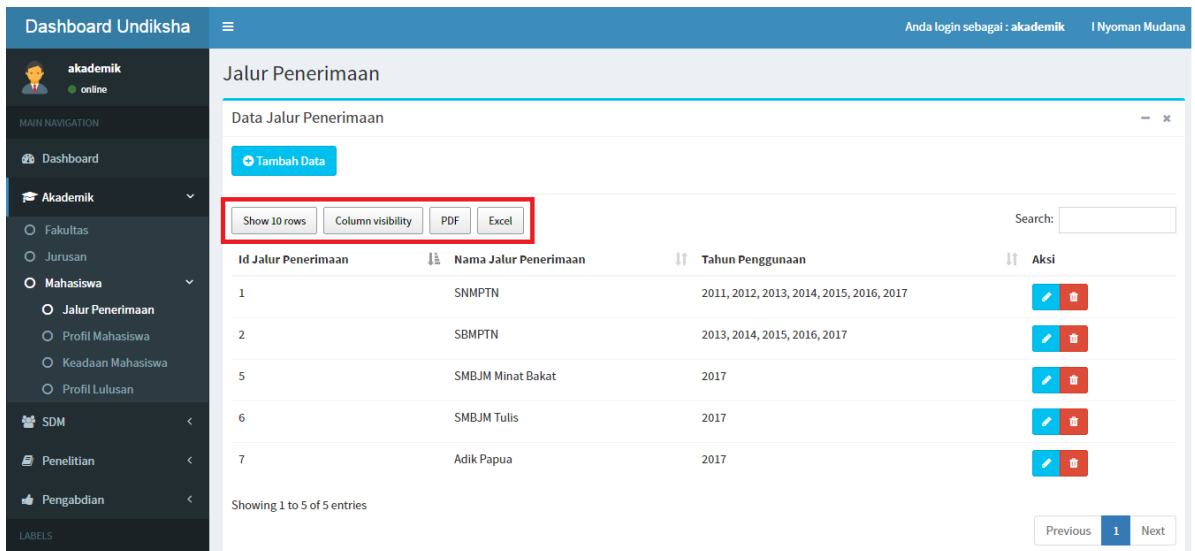 Dashboard Undiksha
Anda login sebagai : akademik I Nyoman Mudana
akademik
online
MAIN NAVIGATION
Dashboard
Akademik
Fakultas
Jurusan
Mahasiswa
Jalur Penerimaan
Profil Mahasiswa
Keadaan Mahasiswa
Profil Lulusan
SDM
Penelitian
Pengabdian
LABELS
Jalur Penerimaan
Data Jalur Penerimaan
Tambah Data
Show 10 rows Column visibility PDF Excel Search:
Id Jalur Penerimaan Nama Jalur Penerimaan Tahun Penggunaan Aksi
1 SNMPTN 2011, 2012, 2013, 2014, 2015, 2016, 2017
2 SBMPTN 2013, 2014, 2015, 2016, 2017
5 SMBJM Minat Bakat 2017
6 SMBJM Tulis 2017
7 Adik Papua 2017
Showing 1 to 5 of 5 entries
Previous 1 Next